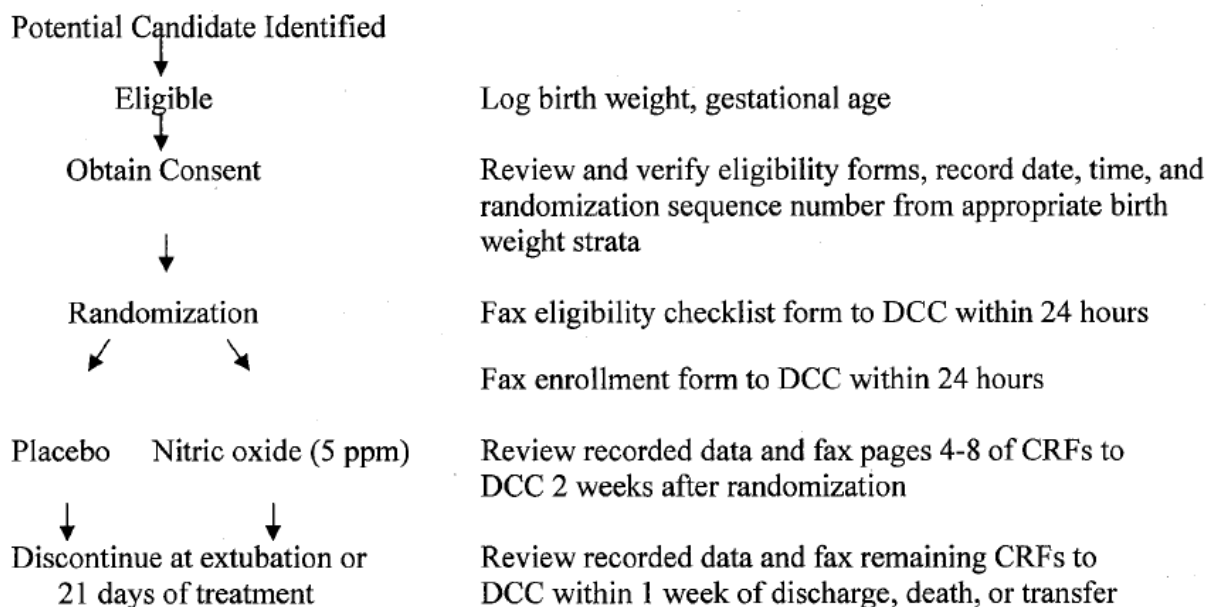 Potential Candidate Identified
Eligible
Log birth weight, gestational age
Obtain Consent
Review and verify eligibility forms, record date, time, and
randomization sequence number from appropriate birth
weight strata
Randomization
Fax eligibility checklist form to DCC within 24 hours
Fax enrollment form to DCC within 24 hours
Placebo
Nitric oxide (5 ppm)
Review recorded data and fax pages 4-8 of CRFs to
DCC 2 weeks after randomization
Discontinue at extubation or
21 days of treatment
Review recorded data and fax remaining CRFs to
DCC within 1 week of discharge, death, or transfer